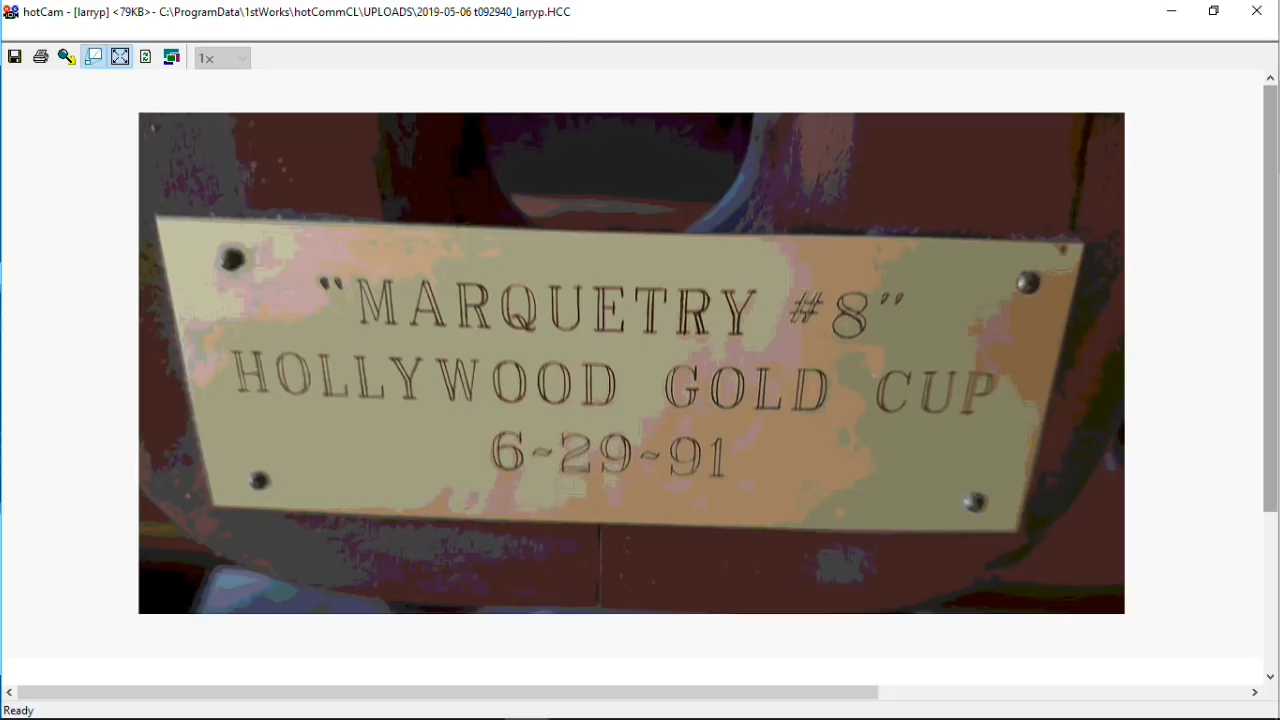 hotCam - [larryp] <79KB> - C:\ProgramData\1stWorks\hotCommCL\UPLOADS\2019-05-06 t092940_larryp.HCC
1x
"MARQUETRY #8"
HOLLYWOOD GOLD CUP
6-29-91
Ready